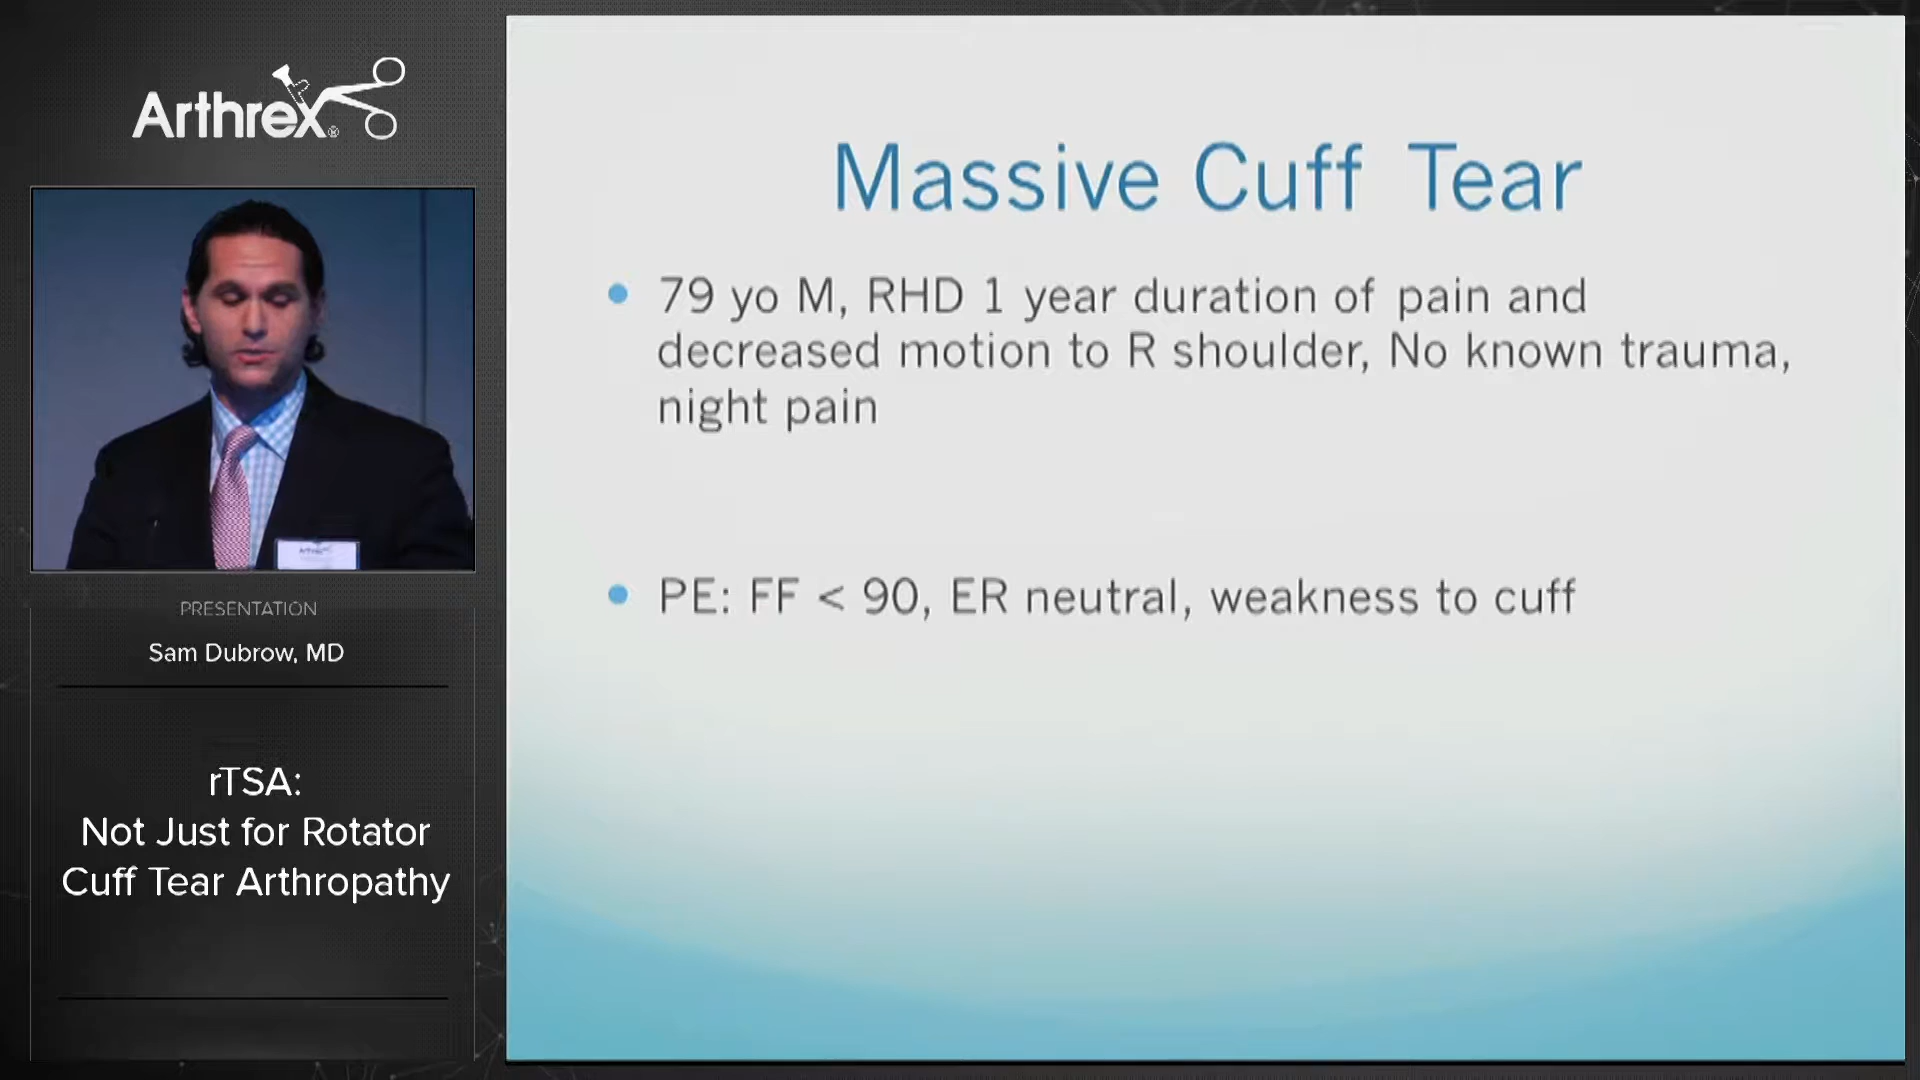 Arthrex
PRESENTATION
Sam Dubrow, MD
rTSA:
Not Just for Rotator
Cuff Tear Arthropathy
Massive Cuff Tear
• 79 yo M, RHD 1 year duration of pain and
decreased motion to R shoulder, No known trauma,
night pain
• PE: FF < 90, ER neutral, weakness to cuff